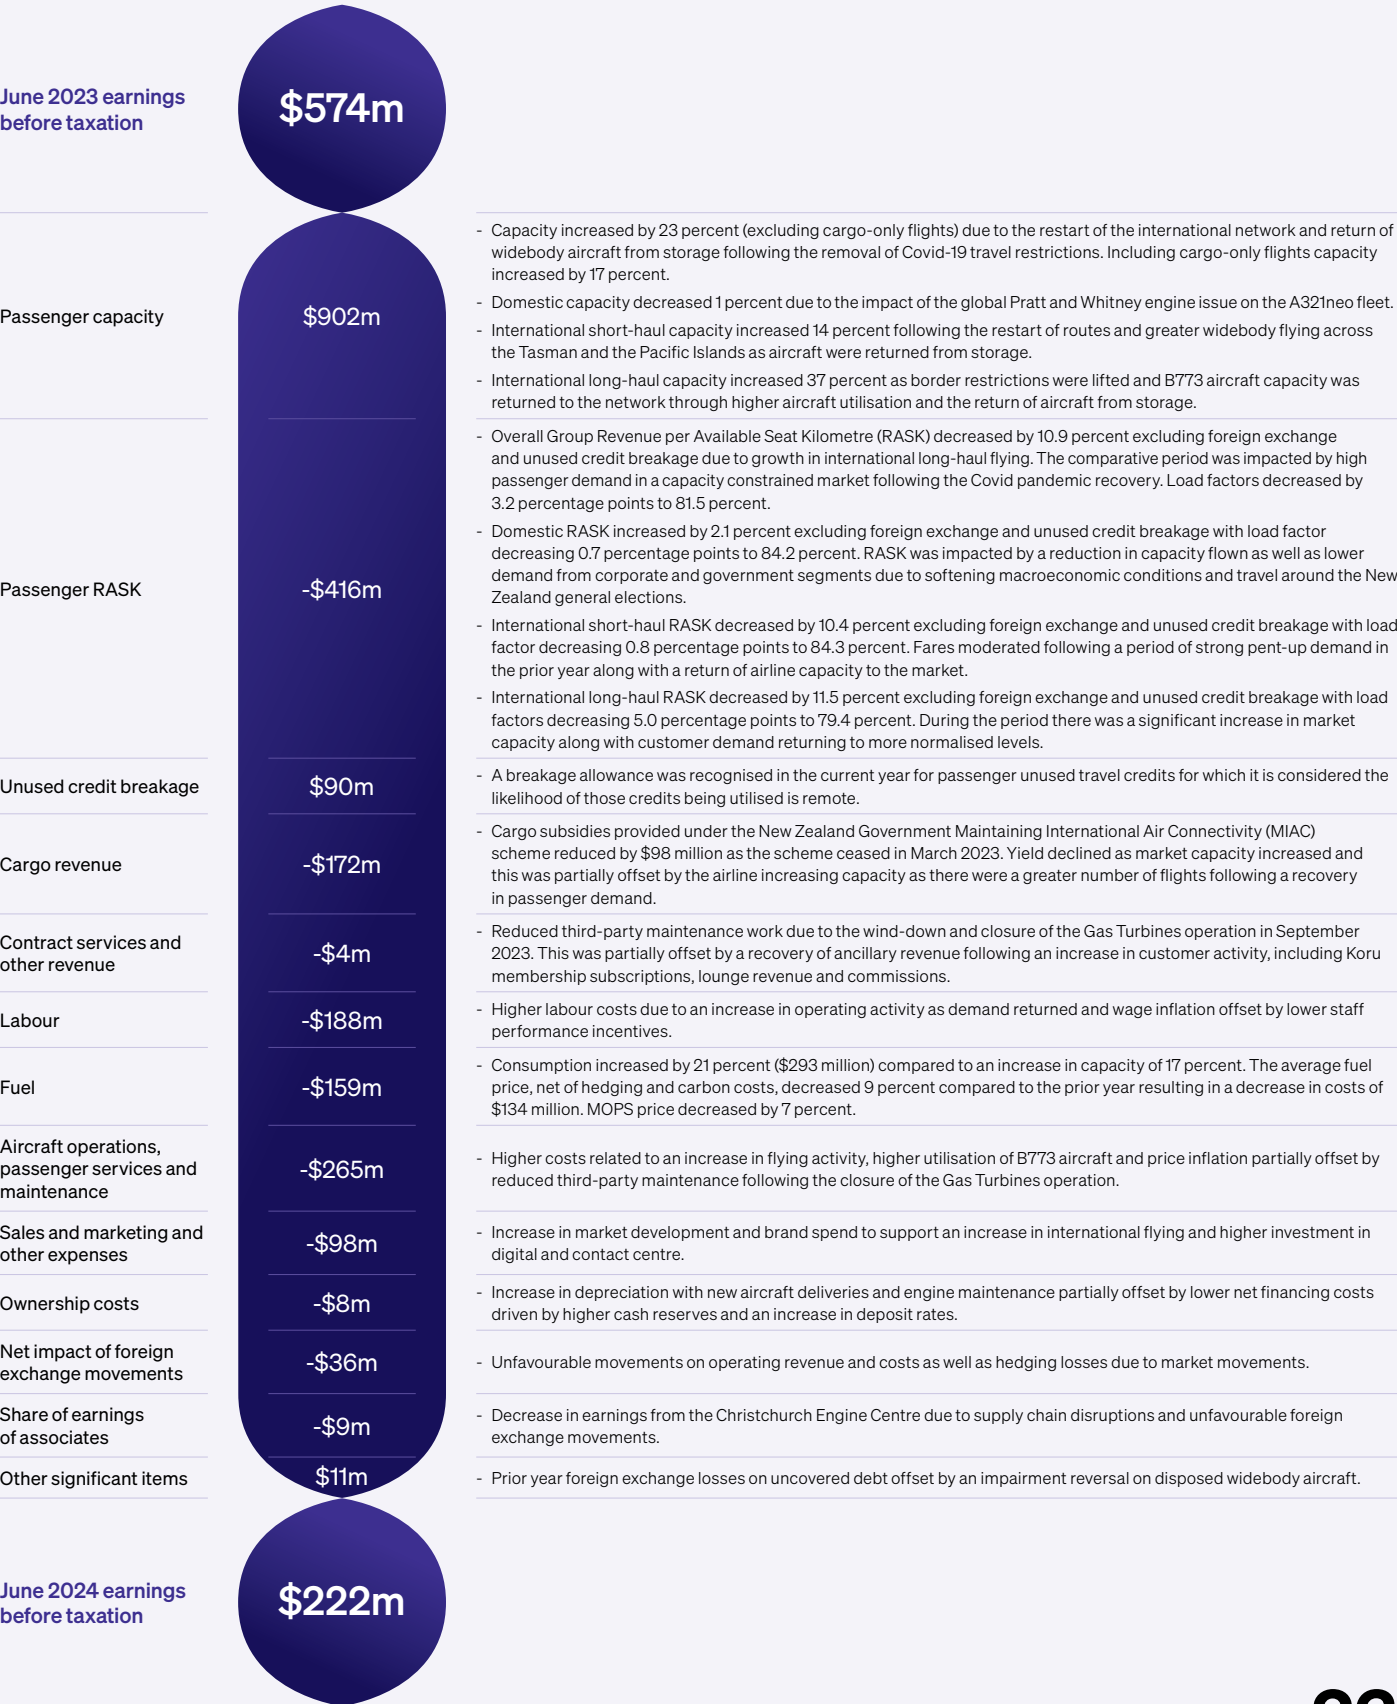 June 2023 earnings
before taxation
$574m
Passenger capacity
$902m
- Capacity increased by 23 percent (excluding cargo-only flights) due to the restart of the international network and return of
widebody aircraft from storage following the removal of Covid-19 travel restrictions. Including cargo-only flights capacity
increased by 17 percent.
- Domestic capacity decreased 1 percent due to the impact of the global Pratt and Whitney engine issue on the A321neo fleet.
- International short-haul capacity increased 14 percent following the restart of routes and greater widebody flying across
the Tasman and the Pacific Islands as aircraft were returned from storage.
- International long-haul capacity increased 37 percent as border restrictions were lifted and B773 aircraft capacity was
returned to the network through higher aircraft utilisation and the return of aircraft from storage.
Passenger RASK
-$416m
- Overall Group Revenue per Available Seat Kilometre (RASK) decreased by 10.9 percent excluding foreign exchange
and unused credit breakage due to growth in international long-haul flying. The comparative period was impacted by high
passenger demand in a capacity constrained market following the Covid pandemic recovery. Load factors decreased by
3.2 percentage points to 81.5 percent.
- Domestic RASK increased by 2.1 percent excluding foreign exchange and unused credit breakage with load factor
decreasing 0.7 percentage points to 84.2 percent. RASK was impacted by a reduction in capacity flown as well as lower
demand from corporate and government segments due to softening macroeconomic conditions and travel around the New
Zealand general elections.
- International short-haul RASK decreased by 10.4 percent excluding foreign exchange and unused credit breakage with load
factor decreasing 0.8 percentage points to 84.3 percent. Fares moderated following a period of strong pent-up demand in
the prior year along with a return of airline capacity to the market.
- International long-haul RASK decreased by 11.5 percent excluding foreign exchange and unused credit breakage with load
factors decreasing 5.0 percentage points to 79.4 percent. During the period there was a significant increase in market
capacity along with customer demand returning to more normalised levels.
Unused credit breakage
$90m
- A breakage allowance was recognised in the current year for passenger unused travel credits for which it is considered the
likelihood of those credits being utilised is remote.
Cargo revenue
-$172m
- Cargo subsidies provided under the New Zealand Government Maintaining International Air Connectivity (MIAC)
scheme reduced by $98 million as the scheme ceased in March 2023. Yield declined as market capacity increased and
this was partially offset by the airline increasing capacity as there were a greater number of flights following a recovery
in passenger demand.
Contract services and
other revenue
-$4m
- Reduced third-party maintenance work due to the wind-down and closure of the Gas Turbines operation in September
2023. This was partially offset by a recovery of ancillary revenue following an increase in customer activity, including Koru
membership subscriptions, lounge revenue and commissions.
Labour
-$188m
- Higher labour costs due to an increase in operating activity as demand returned and wage inflation offset by lower staff
performance incentives.
Fuel
-$159m
- Consumption increased by 21 percent ($293 million) compared to an increase in capacity of 17 percent. The average fuel
price, net of hedging and carbon costs, decreased 9 percent compared to the prior year resulting in a decrease in costs of
$134 million. MOPS price decreased by 7 percent.
Aircraft operations,
passenger services and
maintenance
-$265m
- Higher costs related to an increase in flying activity, higher utilisation of B773 aircraft and price inflation partially offset by
reduced third-party maintenance following the closure of the Gas Turbines operation.
Sales and marketing and
other expenses
-$98m
- Increase in market development and brand spend to support an increase in international flying and higher investment in
digital and contact centre.
Ownership costs
-$8m
- Increase in depreciation with new aircraft deliveries and engine maintenance partially offset by lower net financing costs
driven by higher cash reserves and an increase in deposit rates.
Net impact of foreign
exchange movements
-$36m
- Unfavourable movements on operating revenue and costs as well as hedging losses due to market movements.
Share of earnings
of associates
-$9m
- Decrease in earnings from the Christchurch Engine Centre due to supply chain disruptions and unfavourable foreign
exchange movements.
Other significant items
$11m
- Prior year foreign exchange losses on uncovered debt offset by an impairment reversal on disposed widebody aircraft.
June 2024 earnings
before taxation
$222m